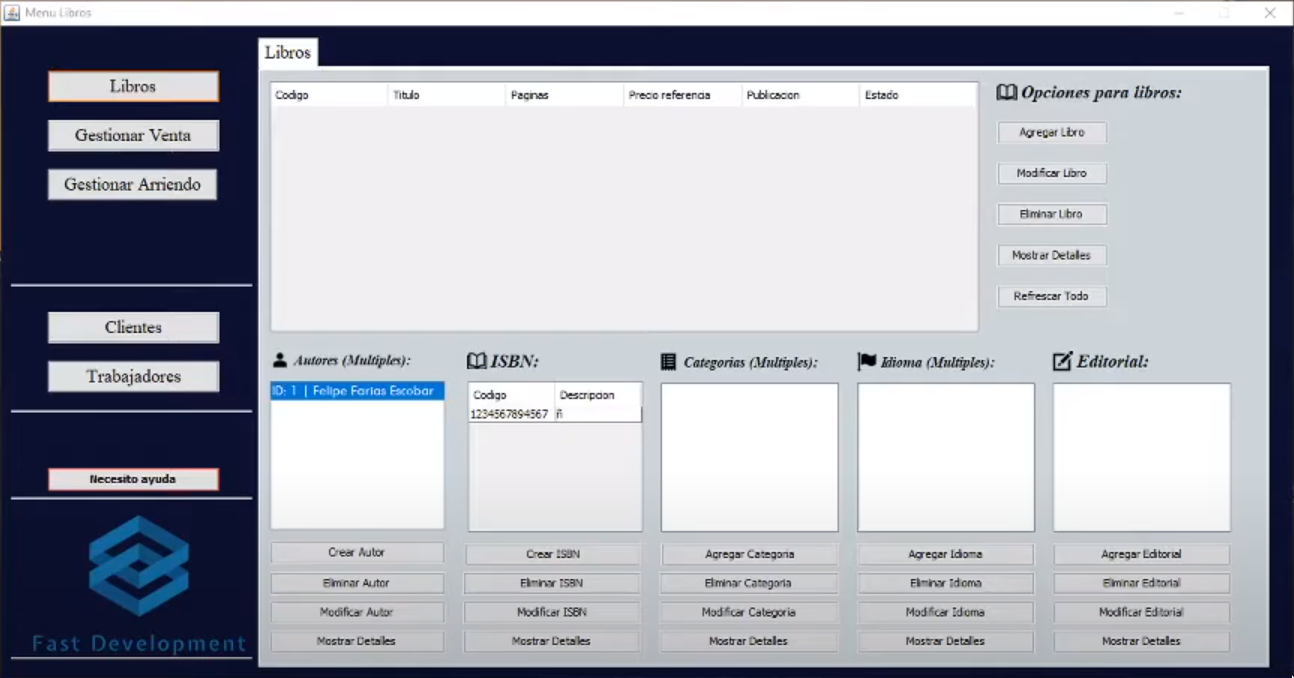 Menu Libros
Libros
Gestionar Venta
Gestionar Arriendo
Clientes
Trabajadores
Necesito ayuda
Fast Development
Libros
Codigo Titulo Paginas Precio referencia Publicacion Estado
Opciones para libros:
Agregar Libro
Modificar Libro
Eliminar Libro
Mostrar Detalles
Refrescar Todo
Autores (Multiples):
ID: 1 | Felipe Farias Escobar
Crear Autor
Eliminar Autor
Modificar Autor
Mostrar Detalles
ISBN:
Codigo Descripcion
1234567894567 ñ
Crear ISBN
Eliminar ISBN
Modificar ISBN
Mostrar Detalles
Categorias (Multiples):
Agregar Categoria
Eliminar Categoria
Modificar Categoria
Mostrar Detalles
Idioma (Multiples):
Agregar Idioma
Eliminar Idioma
Modificar Idioma
Mostrar Detalles
Editorial:
Agregar Editorial
Eliminar Editorial
Modificar Editorial
Mostrar Detalles